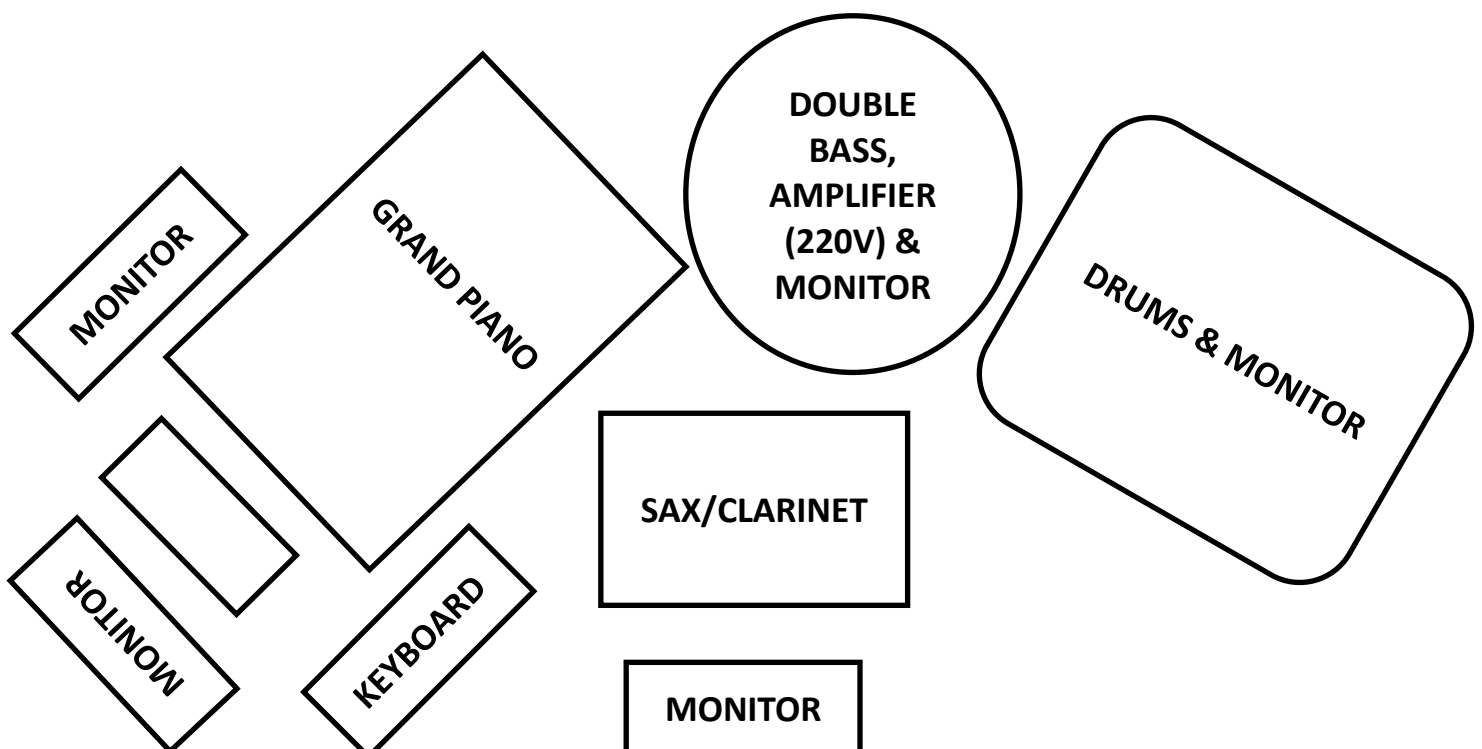 DOUBLE
BASS,
AMPLIFIER
(220V) &
MONITOR
GRAND PIANO
MONITOR
DRUMS & MONITOR
SAX/CLARINET
MONITOR
KEYBOARD
MONITOR